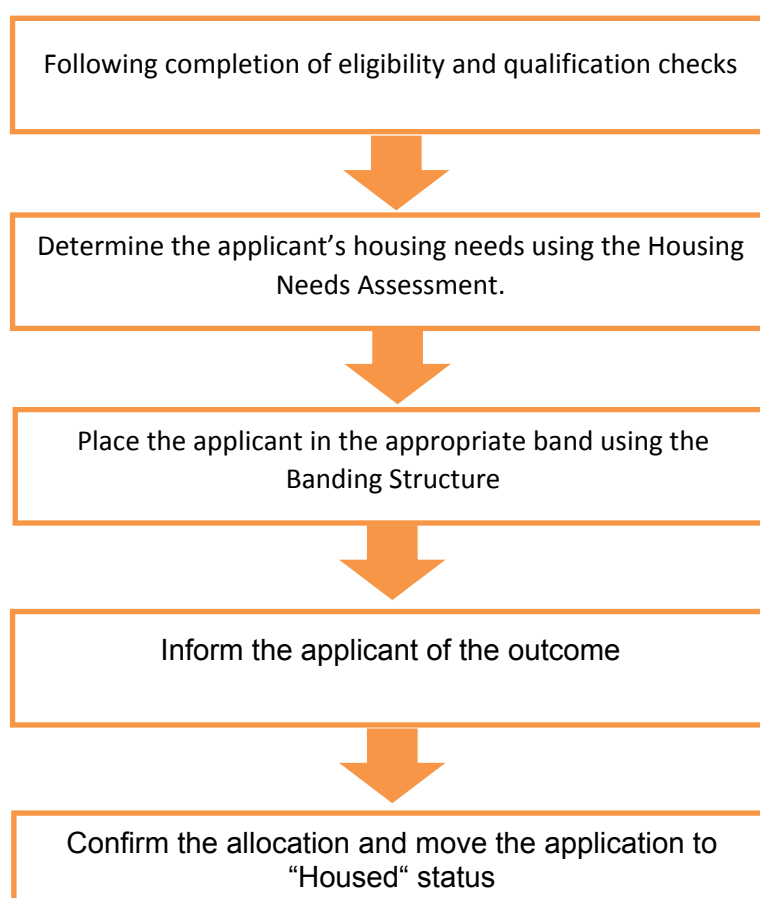 Following completion of eligibility and qualification checks
Determine the applicant’s housing needs using the Housing
Needs Assessment.
Place the applicant in the appropriate band using the
Banding Structure
Inform the applicant of the outcome
Confirm the allocation and move the application to
“Housed“ status